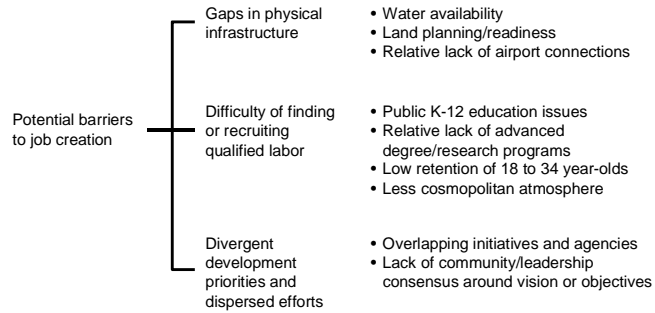 Potential barriers
to job creation
Gaps in physical
infrastructure
• Water availability
• Land planning/readiness
• Relative lack of airport connections
Difficulty of finding
or recruiting
qualified labor
• Public K-12 education issues
• Relative lack of advanced
degree/research programs
• Low retention of 18 to 34 year-olds
• Less cosmopolitan atmosphere
Divergent
development
priorities and
dispersed efforts
• Overlapping initiatives and agencies
• Lack of community/leadership
consensus around vision or objectives